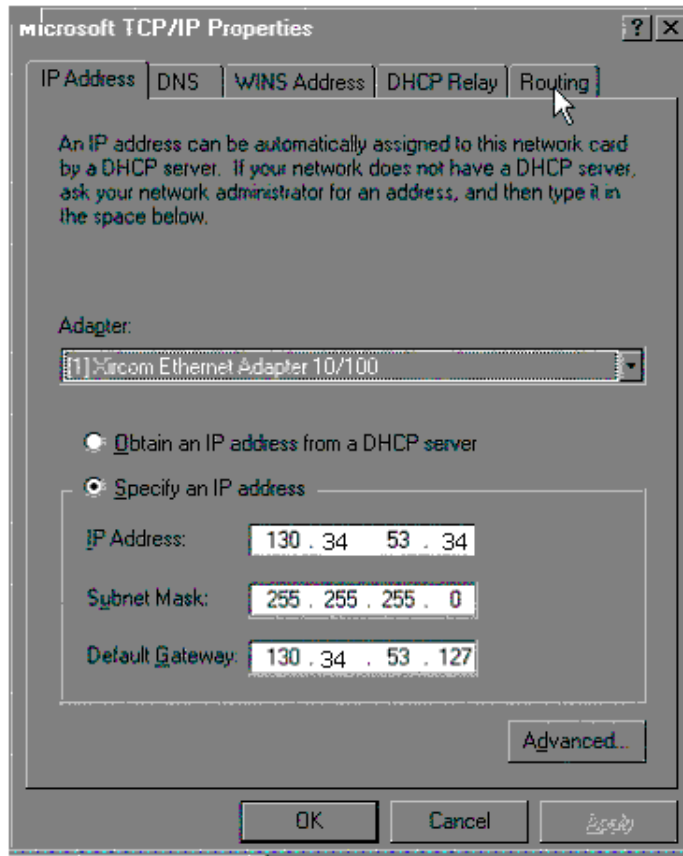 Microsoft TCP/IP Properties
IP Address DNS WINS Address DHCP Relay Routing
An IP address can be automatically assigned to this network card
by a DHCP server. If your network does not have a DHCP server,
ask your network administrator for an address, and then type it in
the space below.
Adapter:
[1] Xircom Ethernet Adapter 10/100
Obtain an IP address from a DHCP server
Specify an IP address
IP Address: 130 . 34 53 . 34
Subnet Mask: 255 . 255 . 255 . 0
Default Gateway: 130 . 34 . 53 . 127
Advanced...
OK Cancel Apply